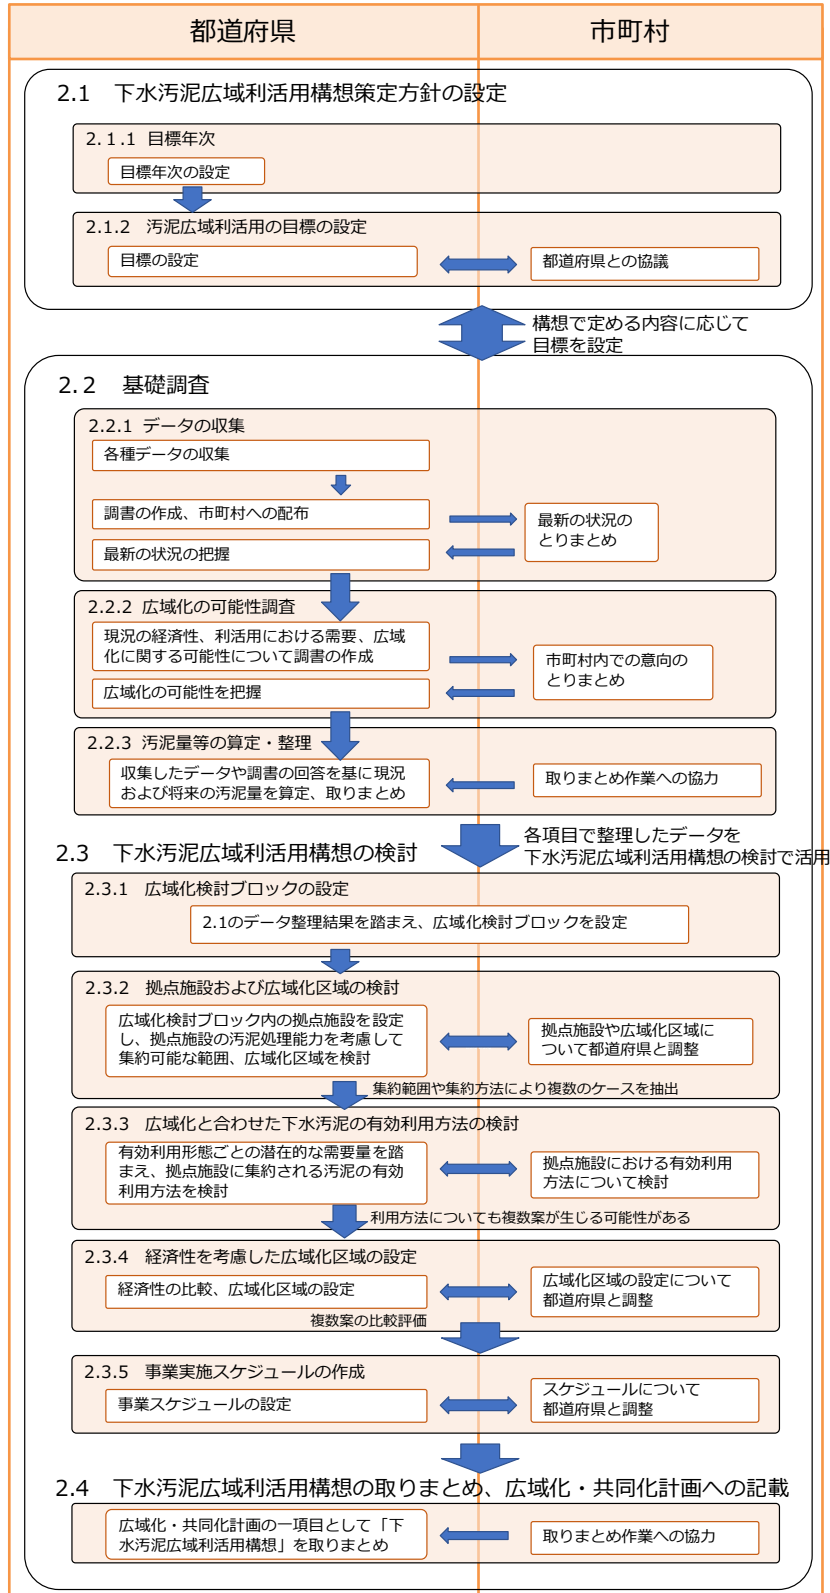 都道府県
市町村
2.1　下水汚泥広域利活用構想策定方針の設定
2.１.1 目標年次
目標年次の設定
2.1.2　汚泥広域利活用の目標の設定
目標の設定
都道府県との協議
構想で定める内容に応じて
目標を設定
2.２　基礎調査
2.2.1 データの収集
各種データの収集
調書の作成、市町村への配布
最新の状況の把握
最新の状況の
とりまとめ
2.2.2 広域化の可能性調査
現況の経済性、利活用における需要、広域
化に関する可能性について調書の作成
広域化の可能性を把握
市町村内での意向の
とりまとめ
2.2.3 汚泥量等の算定・整理
収集したデータや調書の回答を基に現況
および将来の汚泥量を算定、取りまとめ
取りまとめ作業への協力
各項目で整理したデータを
下水汚泥広域利活用構想の検討で活用
2.3　下水汚泥広域利活用構想の検討
2.3.1　広域化検討ブロックの設定
2.1のデータ整理結果を踏まえ、広域化検討ブロックを設定
2.3.2　拠点施設および広域化区域の検討
広域化検討ブロック内の拠点施設を設定
し、拠点施設の汚泥処理能力を考慮して
集約可能な範囲、広域化区域を検討
拠点施設や広域化区域に
ついて都道府県と調整
集約範囲や集約方法により複数のケースを抽出
2.3.3　広域化と合わせた下水汚泥の有効利用方法の検討
有効利用形態ごとの潜在的な需要量を踏
まえ、拠点施設に集約される汚泥の有効
利用方法を検討
拠点施設における有効利用
方法について検討
利用方法についても複数案が生じる可能性がある
2.3.4　経済性を考慮した広域化区域の設定
経済性の比較、広域化区域の設定
広域化区域の設定について
都道府県と調整
複数案の比較評価
2.3.5　事業実施スケジュールの作成
事業スケジュールの設定
スケジュールについて
都道府県と調整
2.4　下水汚泥広域利活用構想の取りまとめ、広域化・共同化計画への記載
広域化・共同化計画の一項目として「下
水汚泥広域利活用構想」を取りまとめ
取りまとめ作業への協力